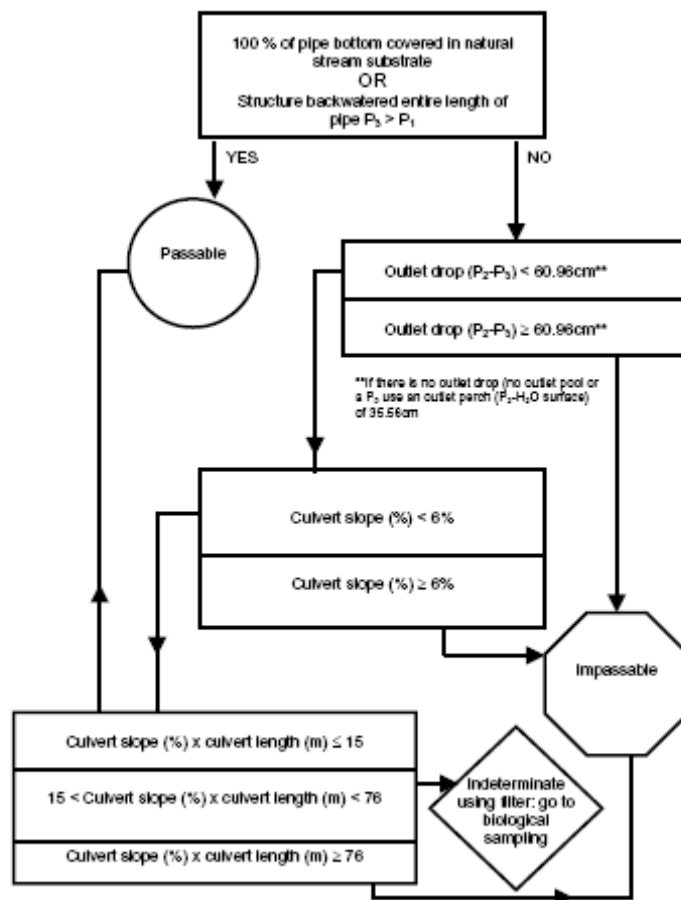 100 % of pipe bottom covered in natural
stream substrate
OR
Structure backwatered entire length of
pipe P₃ > P₁
YES
NO
Passable
Outlet drop (P₂-P₃) < 60.96cm**
Outlet drop (P₂-P₃) ≥ 60.96cm**
**If there is no outlet drop (no outlet pool or
a P₃ use an outlet perch (P₂-H₂O surface)
of 35.56cm
Culvert slope (%) < 6%
Culvert slope (%) ≥ 6%
Impassable
Culvert slope (%) x culvert length (m) ≤ 15
15 < Culvert slope (%) x culvert length (m) < 76
Culvert slope (%) x culvert length (m) ≥ 76
Indeterminate
using filter: go to
biological
sampling